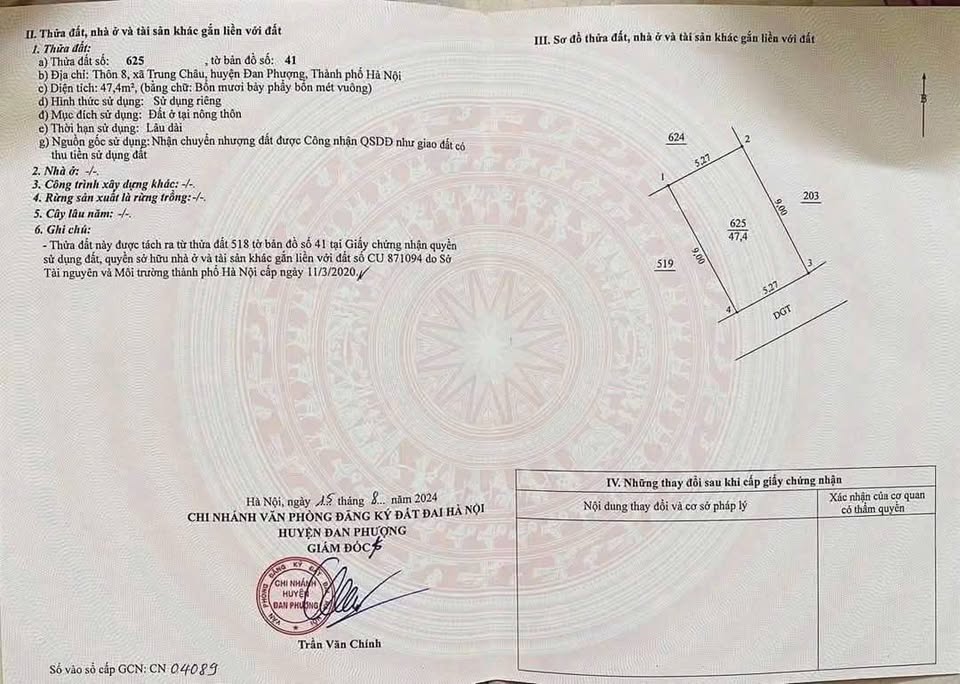 II. Thửa đất, nhà ở và tài sản khác gắn liền với đất
1. Thửa đất:
a) Thửa đất số: 625 , tờ bản đồ số: 41
b) Địa chỉ: Thôn 8, xã Trung Châu, huyện Đan Phượng, Thành phố Hà Nội
c) Diện tích: 47,4m², (bằng chữ: Bốn mươi bảy phẩy bốn mét vuông)
d) Hình thức sử dụng: Sử dụng riêng
đ) Mục đích sử dụng: Đất ở tại nông thôn
e) Thời hạn sử dụng: Lâu dài
g) Nguồn gốc sử dụng: Nhận chuyển nhượng đất được Công nhận QSDĐ như giao đất có
thu tiền sử dụng đất
2. Nhà ở: -/-.
3. Công trình xây dựng khác: -/-.
4. Rừng sản xuất là rừng trồng: -/-.
5. Cây lâu năm: -/-.
6. Ghi chú:
- Thửa đất này được tách ra từ thửa đất 518 tờ bản đồ số 41 tại Giấy chứng nhận quyền
sử dụng đất, quyền sở hữu nhà ở và tài sản khác gắn liền với đất số CU 871094 do Sở
Tài nguyên và Môi trường thành phố Hà Nội cấp ngày 11/3/2020.
Hà Nội, ngày 15 tháng 8... năm 2024
CHI NHÁNH VĂN PHÒNG ĐĂNG KÝ ĐẤT ĐAI HÀ NỘI
HUYỆN ĐAN PHƯỢNG
GIÁM ĐỐC
VĂN PHÒNG ĐĂNG KÝ ĐẤT ĐAI HÀ NỘI
CHI NHÁNH
HUYỆN
ĐAN PHƯỢNG
Trần Văn Chính
Số vào sổ cấp GCN: CN 04089
III. Sơ đồ thửa đất, nhà ở và tài sản khác gắn liền với đất
B
624
2
5,27
1
203
9,00
625
47,4
9,00
519
3
5,27
4
DGT
IV. Những thay đổi sau khi cấp giấy chứng nhận
Nội dung thay đổi và cơ sở pháp lý
Xác nhận của cơ quan
có thẩm quyền